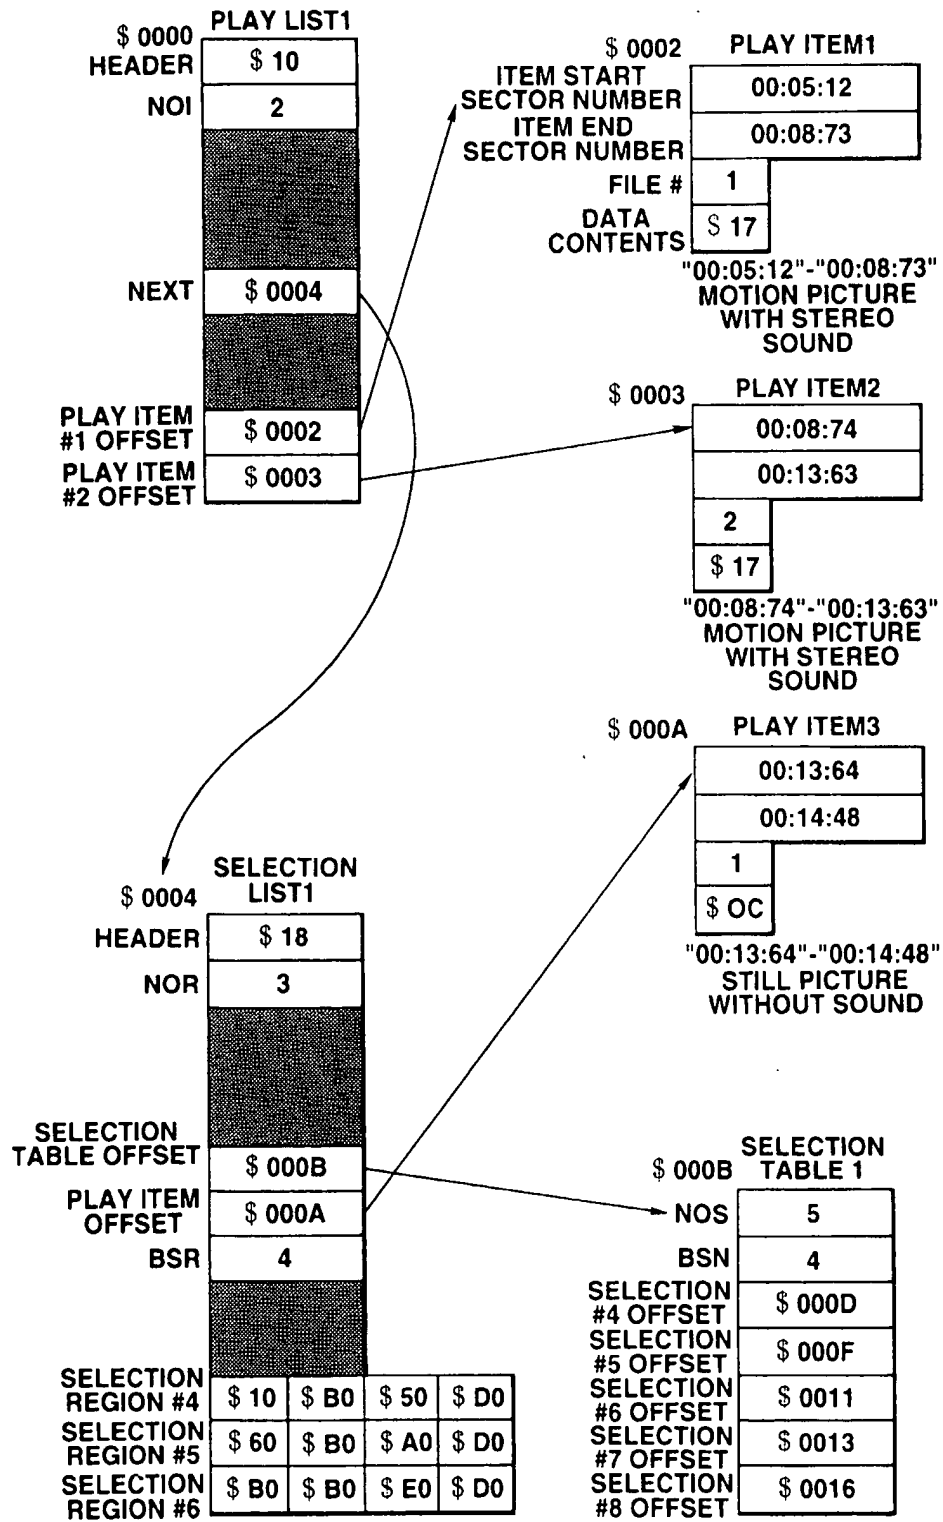 PLAY LIST1
$ 0000
HEADER $ 10
NOI 2
NEXT $ 0004
PLAY ITEM
#1 OFFSET $ 0002
PLAY ITEM
#2 OFFSET $ 0003
$ 0002 PLAY ITEM1
ITEM START
SECTOR NUMBER 00:05:12
ITEM END
SECTOR NUMBER 00:08:73
FILE # 1
DATA
CONTENTS $ 17
"00:05:12"-"00:08:73"
MOTION PICTURE
WITH STEREO
SOUND
$ 0003 PLAY ITEM2
00:08:74
00:13:63
2
$ 17
"00:08:74"-"00:13:63"
MOTION PICTURE
WITH STEREO
SOUND
$ 000A PLAY ITEM3
00:13:64
00:14:48
1
$ OC
"00:13:64"-"00:14:48"
STILL PICTURE
WITHOUT SOUND
SELECTION
LIST1
$ 0004
HEADER $ 18
NOR 3
SELECTION
TABLE OFFSET $ 000B
PLAY ITEM
OFFSET $ 000A
BSR 4
SELECTION
REGION #4 $ 10 $ B0 $ 50 $ D0
SELECTION
REGION #5 $ 60 $ B0 $ A0 $ D0
SELECTION
REGION #6 $ B0 $ B0 $ E0 $ D0
SELECTION
$ 000B TABLE 1
NOS 5
BSN 4
SELECTION
#4 OFFSET $ 000D
SELECTION
#5 OFFSET $ 000F
SELECTION
#6 OFFSET $ 0011
SELECTION
#7 OFFSET $ 0013
SELECTION
#8 OFFSET $ 0016